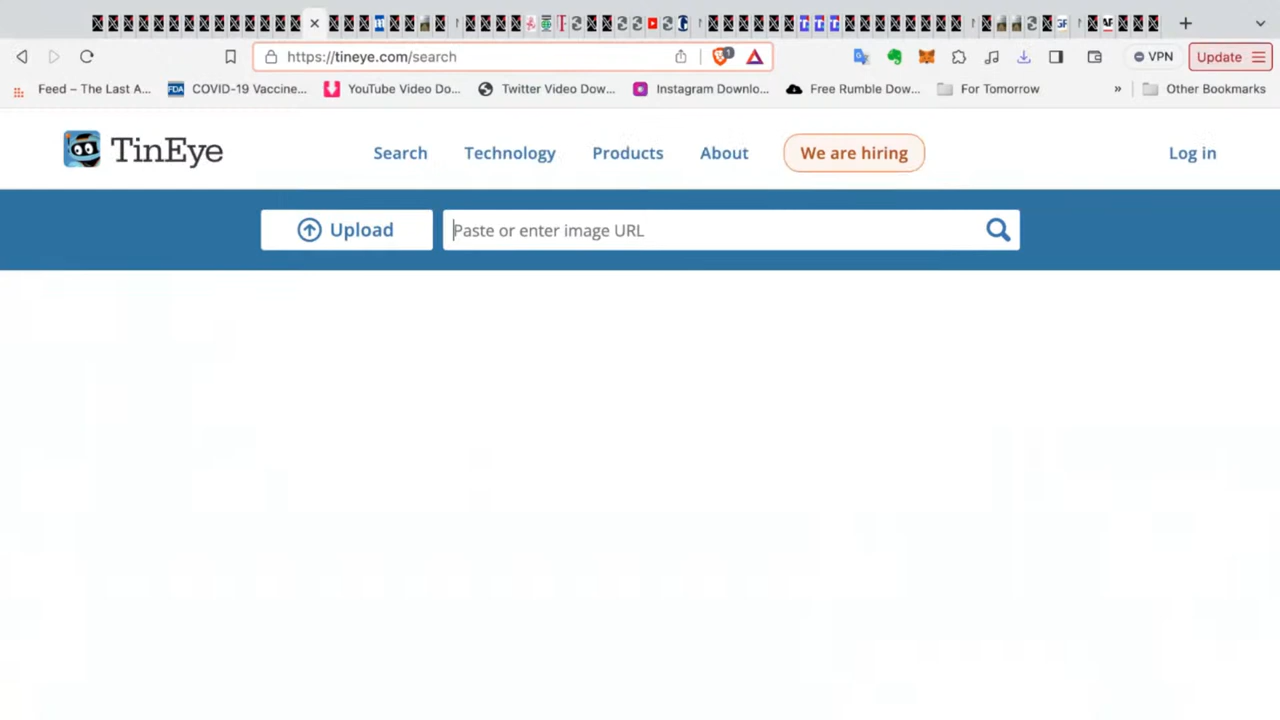 https://tineye.com/search
1
VPN
Update
Feed – The Last A...
FDA
COVID-19 Vaccine...
YouTube Video Do...
Twitter Video Dow...
Instagram Downlo...
Free Rumble Dow...
For Tomorrow
»
Other Bookmarks
TinEye
Search
Technology
Products
About
We are hiring
Log in
Upload
Paste or enter image URL